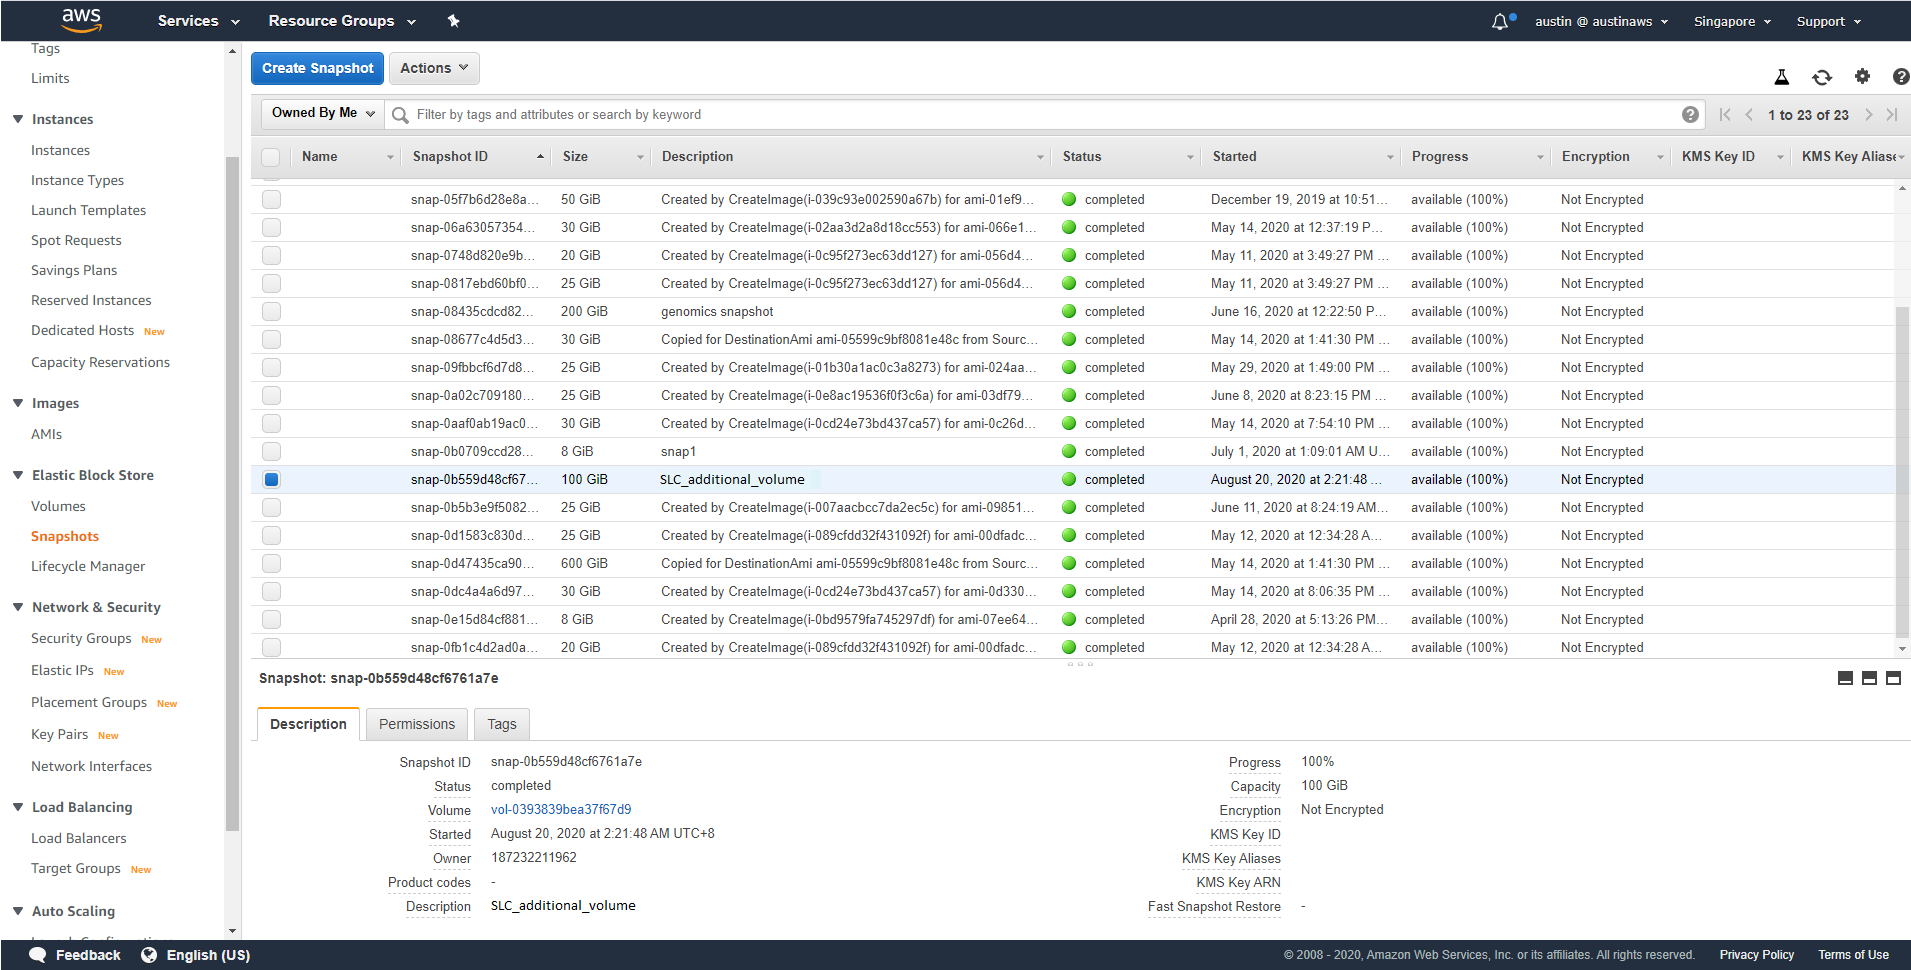 aws Services Resource Groups austin @ austinaws Singapore Support
Tags
Limits
Instances
Instances
Instance Types
Launch Templates
Spot Requests
Savings Plans
Reserved Instances
Dedicated Hosts New
Capacity Reservations
Images
AMIs
Elastic Block Store
Volumes
Snapshots
Lifecycle Manager
Network & Security
Security Groups New
Elastic IPs New
Placement Groups New
Key Pairs New
Network Interfaces
Load Balancing
Load Balancers
Target Groups New
Auto Scaling
Create Snapshot Actions
Owned By Me Filter by tags and attributes or search by keyword 1 to 23 of 23
Name Snapshot ID Size Description Status Started Progress Encryption KMS Key ID KMS Key Aliase
snap-05f7b6d28e8a... 50 GiB Created by CreateImage(i-039c93e002590a67b) for ami-01ef9... completed December 19, 2019 at 10:51... available (100%) Not Encrypted
snap-06a63057354... 30 GiB Created by CreateImage(i-02aa3d2a8d18cc553) for ami-066e1... completed May 14, 2020 at 12:37:19 P... available (100%) Not Encrypted
snap-0748d820e9b... 20 GiB Created by CreateImage(i-0c95f273ec63dd127) for ami-056d4... completed May 11, 2020 at 3:49:27 PM ... available (100%) Not Encrypted
snap-0817ebd60bf0... 25 GiB Created by CreateImage(i-0c95f273ec63dd127) for ami-056d4... completed May 11, 2020 at 3:49:27 PM ... available (100%) Not Encrypted
snap-08435cdcd82... 200 GiB genomics snapshot completed June 16, 2020 at 12:22:50 P... available (100%) Not Encrypted
snap-08677c4d5d3... 30 GiB Copied for DestinationAmi ami-05599c9bf8081e48c from Sourc... completed May 14, 2020 at 1:41:30 PM ... available (100%) Not Encrypted
snap-09fbbcf6d7d8... 25 GiB Created by CreateImage(i-01b30a1ac0c3a8273) for ami-024aa... completed May 29, 2020 at 1:49:00 PM ... available (100%) Not Encrypted
snap-0a02c709180... 25 GiB Created by CreateImage(i-0e8ac19536f0f3c6a) for ami-03df79... completed June 8, 2020 at 8:23:15 PM ... available (100%) Not Encrypted
snap-0aaf0ab19ac0... 30 GiB Created by CreateImage(i-0cd24e73bd437ca57) for ami-0c26d... completed May 14, 2020 at 7:54:10 PM ... available (100%) Not Encrypted
snap-0b0709ccd28... 8 GiB snap1 completed July 1, 2020 at 1:09:01 AM U... available (100%) Not Encrypted
snap-0b559d48cf67... 100 GiB SLC_additional_volume completed August 20, 2020 at 2:21:48 ... available (100%) Not Encrypted
snap-0b5b3e9f5082... 25 GiB Created by CreateImage(i-007aacbcc7da2ec5c) for ami-09851... completed June 11, 2020 at 8:24:19 AM... available (100%) Not Encrypted
snap-0d1583c830d... 25 GiB Created by CreateImage(i-089cfdd32f431092f) for ami-00dfadc... completed May 12, 2020 at 12:34:28 A... available (100%) Not Encrypted
snap-0d47435ca90... 600 GiB Copied for DestinationAmi ami-05599c9bf8081e48c from Sourc... completed May 14, 2020 at 1:41:30 PM ... available (100%) Not Encrypted
snap-0dc4a4a6d97... 30 GiB Created by CreateImage(i-0cd24e73bd437ca57) for ami-0d330... completed May 14, 2020 at 8:06:35 PM ... available (100%) Not Encrypted
snap-0e15d84cf881... 8 GiB Created by CreateImage(i-0bd9579fa745297df) for ami-07ee64... completed April 28, 2020 at 5:13:26 PM... available (100%) Not Encrypted
snap-0fb1c4d2ad0a... 20 GiB Created by CreateImage(i-089cfdd32f431092f) for ami-00dfadc... completed May 12, 2020 at 12:34:28 A... available (100%) Not Encrypted
Snapshot: snap-0b559d48cf6761a7e
Description Permissions Tags
Snapshot ID snap-0b559d48cf6761a7e Progress 100%
Status completed Capacity 100 GiB
Volume vol-0393839bea37f67d9 Encryption Not Encrypted
Started August 20, 2020 at 2:21:48 AM UTC+8 KMS Key ID
Owner 187232211962 KMS Key Aliases
Product codes - KMS Key ARN
Description SLC_additional_volume Fast Snapshot Restore -
Feedback English (US) © 2008 - 2020, Amazon Web Services, Inc. or its affiliates. All rights reserved. Privacy Policy Terms of Use